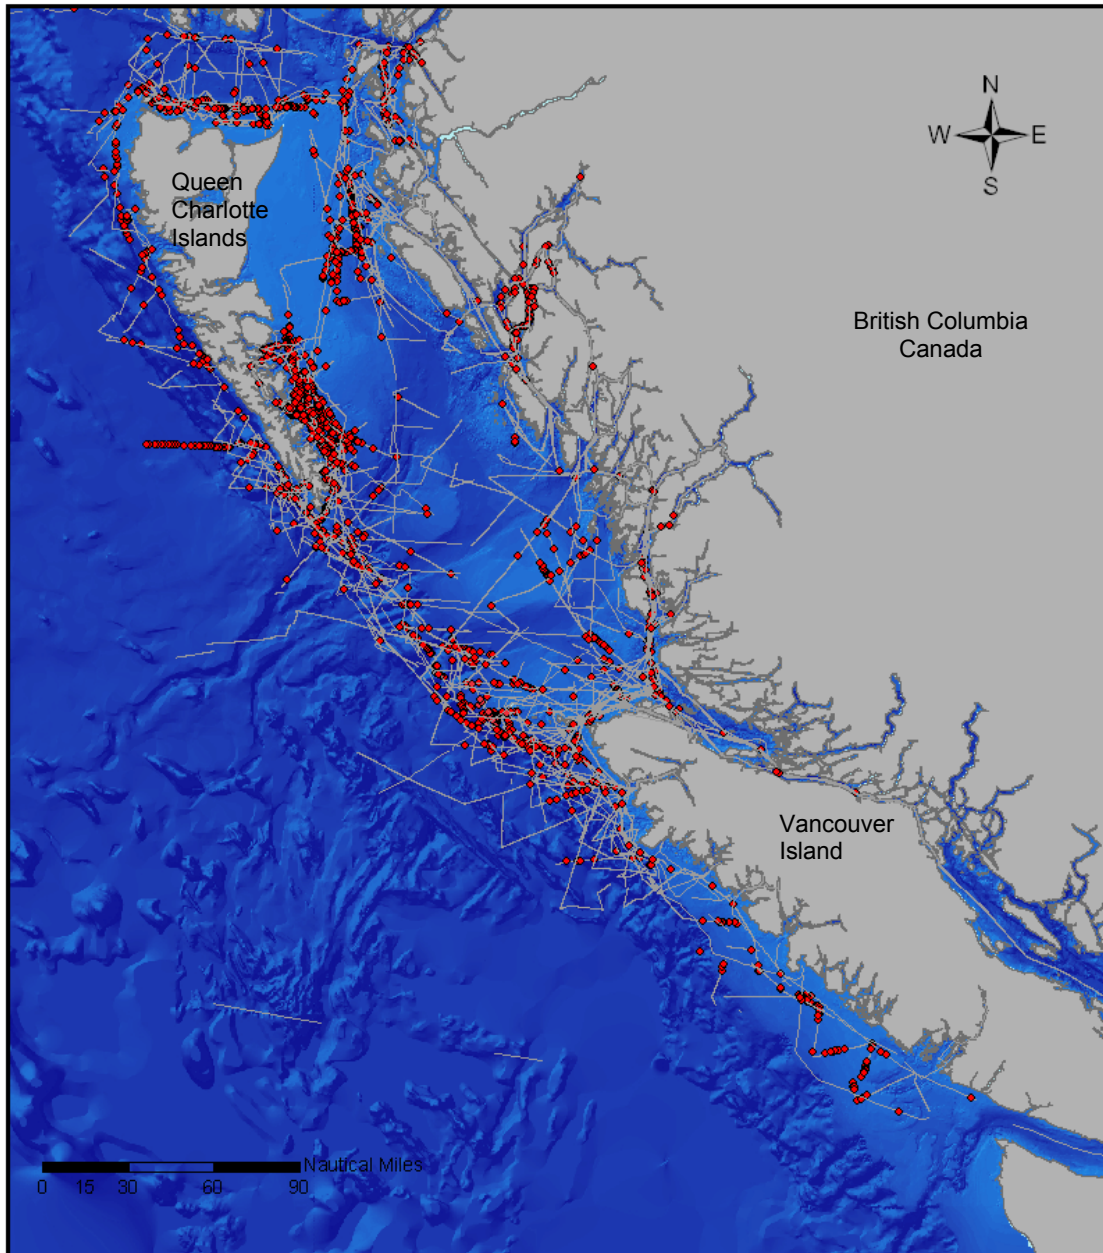 N
W E
S
Queen
Charlotte
Islands
British Columbia
Canada
Vancouver
Island
Nautical Miles
0 15 30 60 90